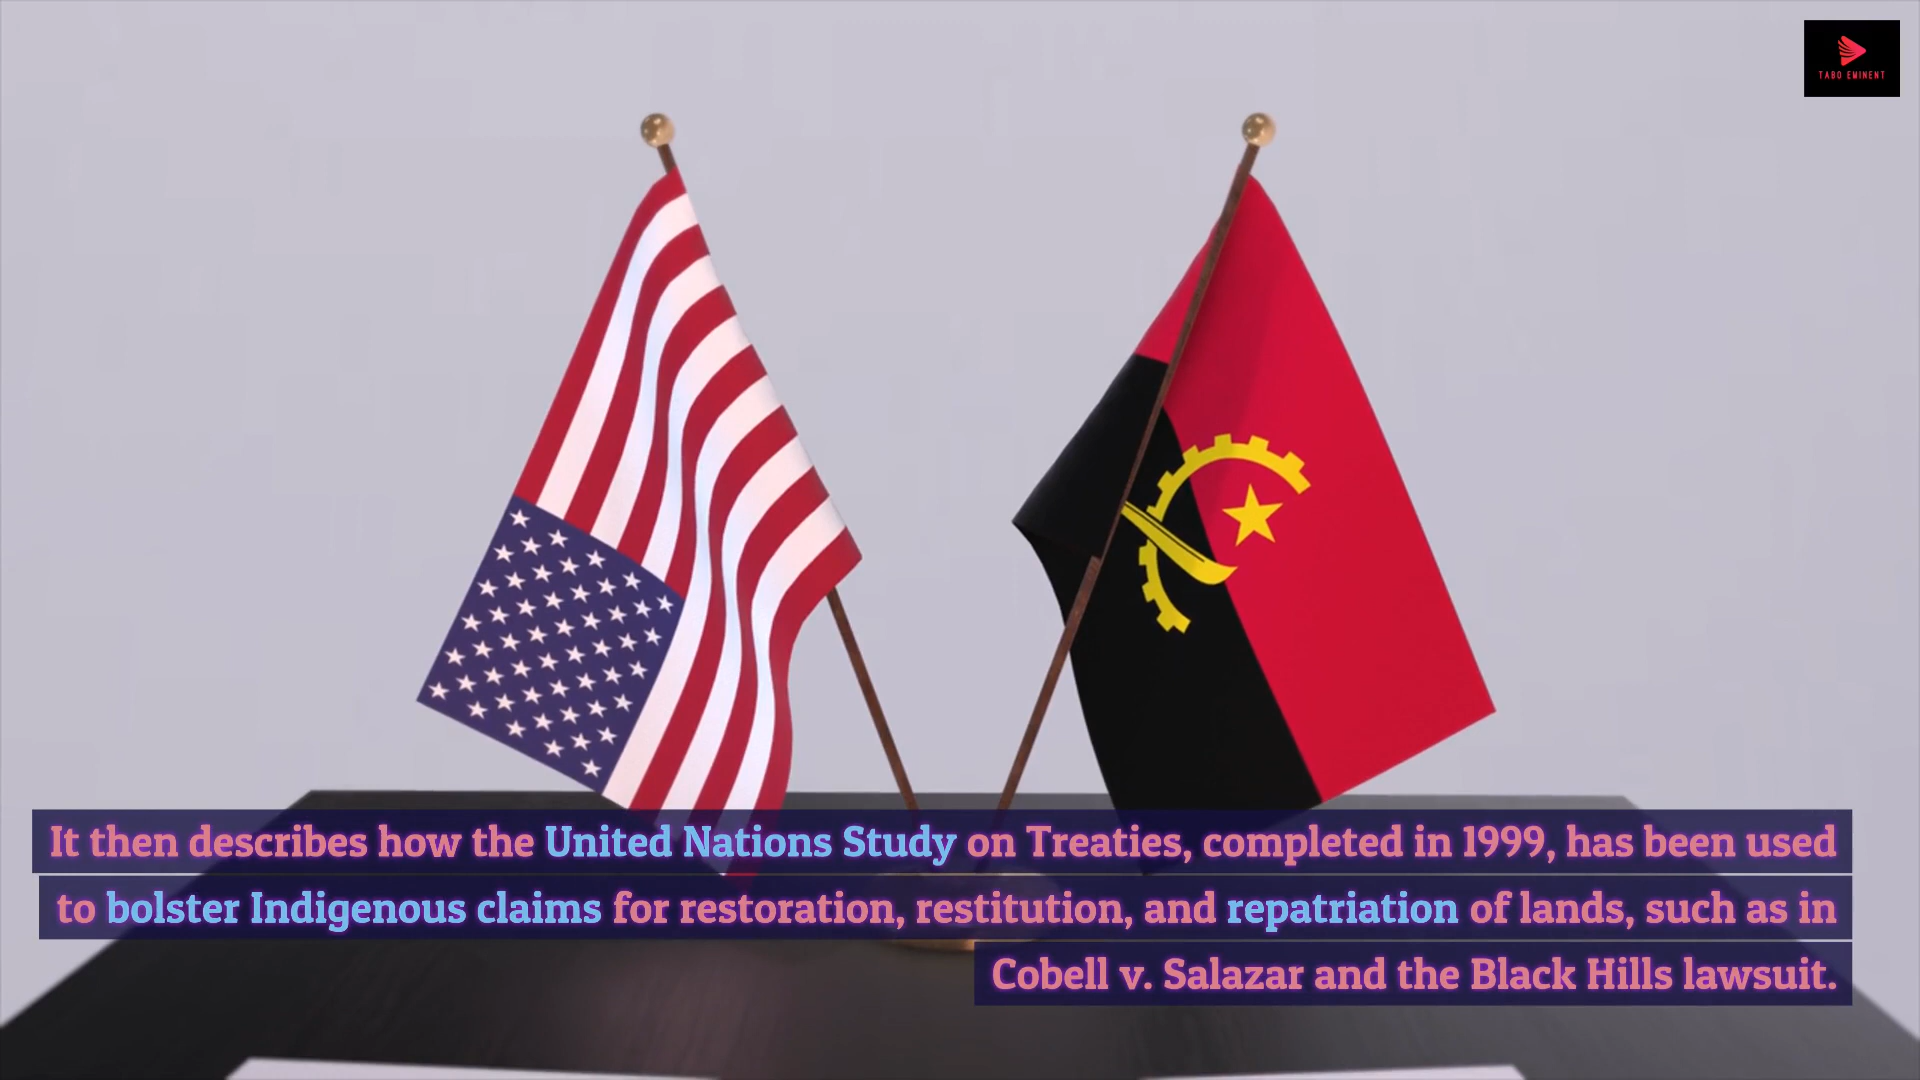 TABO EMINENT
It then describes how the United Nations Study on Treaties, completed in 1999, has been used
to bolster Indigenous claims for restoration, restitution, and repatriation of lands, such as in
Cobell v. Salazar and the Black Hills lawsuit.